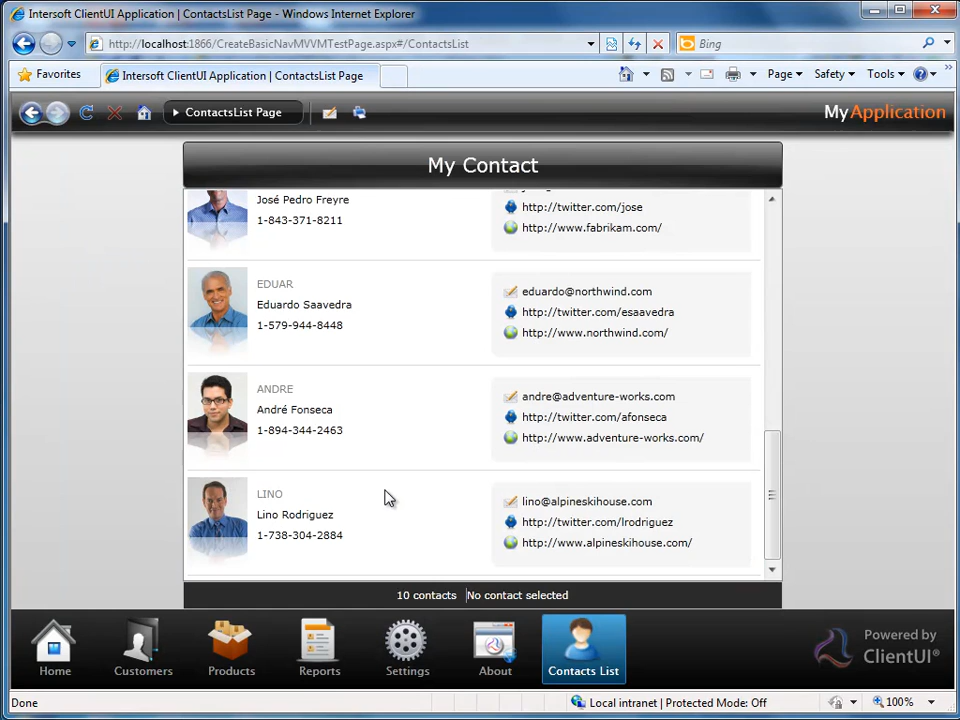 Intersoft ClientUI Application | ContactsList Page - Windows Internet Explorer
http://localhost:1866/CreateBasicNavMVVMTestPage.aspx#/ContactsList
Bing
Favorites
Intersoft ClientUI Application | ContactsList Page
Page
Safety
Tools
»
ContactsList Page
MyApplication
My Contact
José Pedro Freyre
1-843-371-8211
http://twitter.com/jose
http://www.fabrikam.com/
EDUAR
Eduardo Saavedra
1-579-944-8448
eduardo@northwind.com
http://twitter.com/esaavedra
http://www.northwind.com/
ANDRE
André Fonseca
1-894-344-2463
andre@adventure-works.com
http://twitter.com/afonseca
http://www.adventure-works.com/
LINO
Lino Rodriguez
1-738-304-2884
lino@alpineskihouse.com
http://twitter.com/lrodriguez
http://www.alpineskihouse.com/
10 contacts
No contact selected
Home
Customers
Products
Reports
Settings
About
Contacts List
Powered by
ClientUI®
Done
Local intranet | Protected Mode: Off
100%